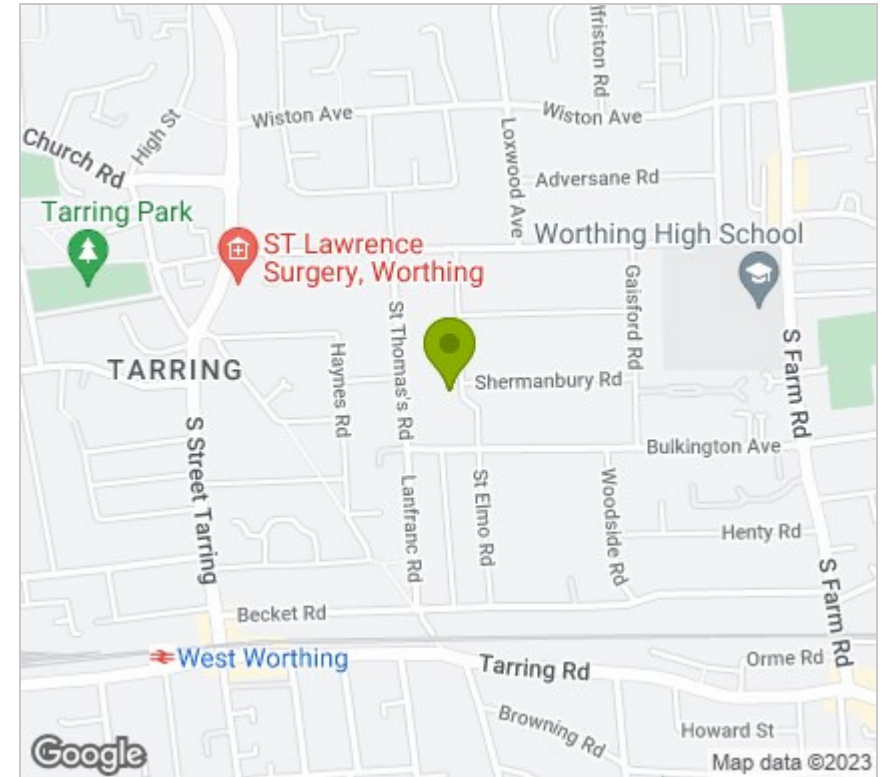 ffriston Rd
Wiston Ave
Wiston Ave
High St
Church Rd
Loxwood Ave
Adversane Rd
Tarring Park
ST Lawrence
Surgery, Worthing
Worthing High School
Gaisford Rd
St Thomas's Rd
Haynes Rd
TARRING
Shermanbury Rd
S Farm Rd
S Street Tarring
Bulkington Ave
Lanfranc Rd
St Elmo Rd
Woodside Rd
Henty Rd
S Farm Rd
Becket Rd
West Worthing
Tarring Rd
Orme Rd
Browning Rd
Howard St
Google
Map data ©2023